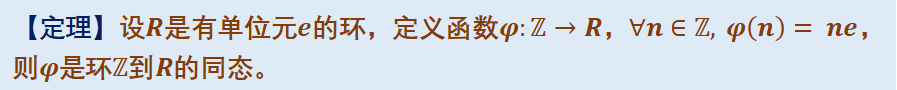 【定理】设R是有单位元e的环，定义函数φ: ℤ → R，∀n ∈ ℤ, φ(n) = ne，
则φ是环ℤ到R的同态。